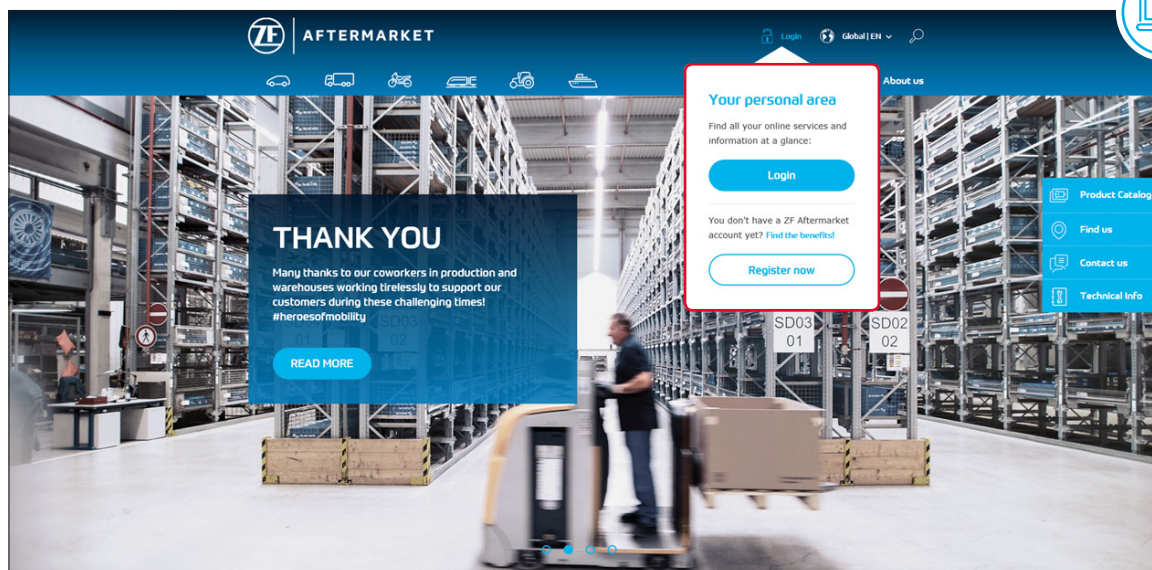 ZF AFTERMARKET
Login Global | EN
About us
Your personal area
Find all your online services and
information at a glance:
Login
You don't have a ZF Aftermarket
account yet? Find the benefits!
Register now
THANK YOU
Many thanks to our coworkers in production and
warehouses working tirelessly to support our
customers during these challenging times!
#heroesofmobility
READ MORE
Product Catalog
Find us
Contact us
Technical Info
SD03
01
SD02
02
SD03
02
01